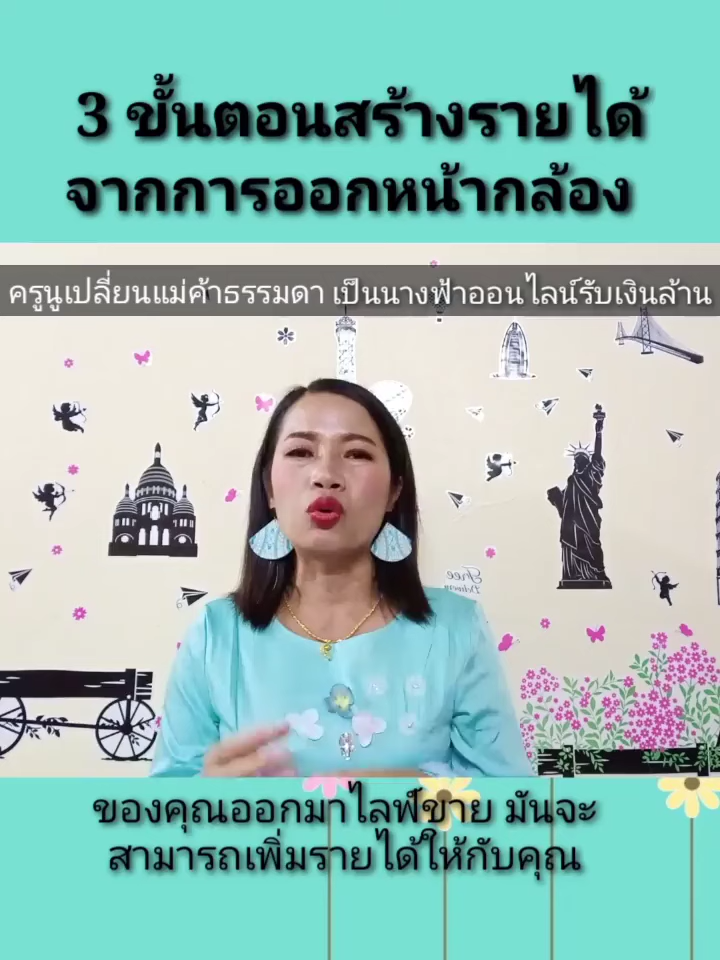 3 ขั้นตอนสร้างรายได้
จากการออกหน้ากล้อง
ครูนูเปลี่ยนแม่ค้าธรรมดา เป็นนางฟ้าออนไลน์รับเงินล้าน
Free
ของคุณออกมาไลฟ์ขาย มันจะ
สามารถเพิ่มรายได้ให้กับคุณ